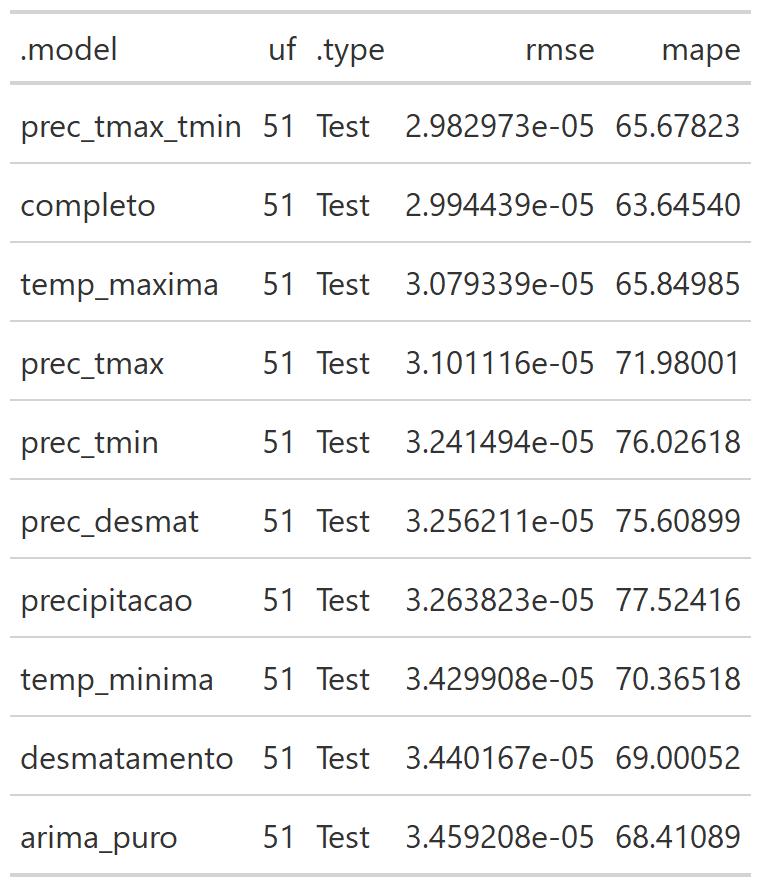 .model uf .type rmse mape
prec_tmax_tmin 51 Test 2.982973e-05 65.67823
completo 51 Test 2.994439e-05 63.64540
temp_maxima 51 Test 3.079339e-05 65.84985
prec_tmax 51 Test 3.101116e-05 71.98001
prec_tmin 51 Test 3.241494e-05 76.02618
prec_desmat 51 Test 3.256211e-05 75.60899
precipitacao 51 Test 3.263823e-05 77.52416
temp_minima 51 Test 3.429908e-05 70.36518
desmatamento 51 Test 3.440167e-05 69.00052
arima_puro 51 Test 3.459208e-05 68.41089